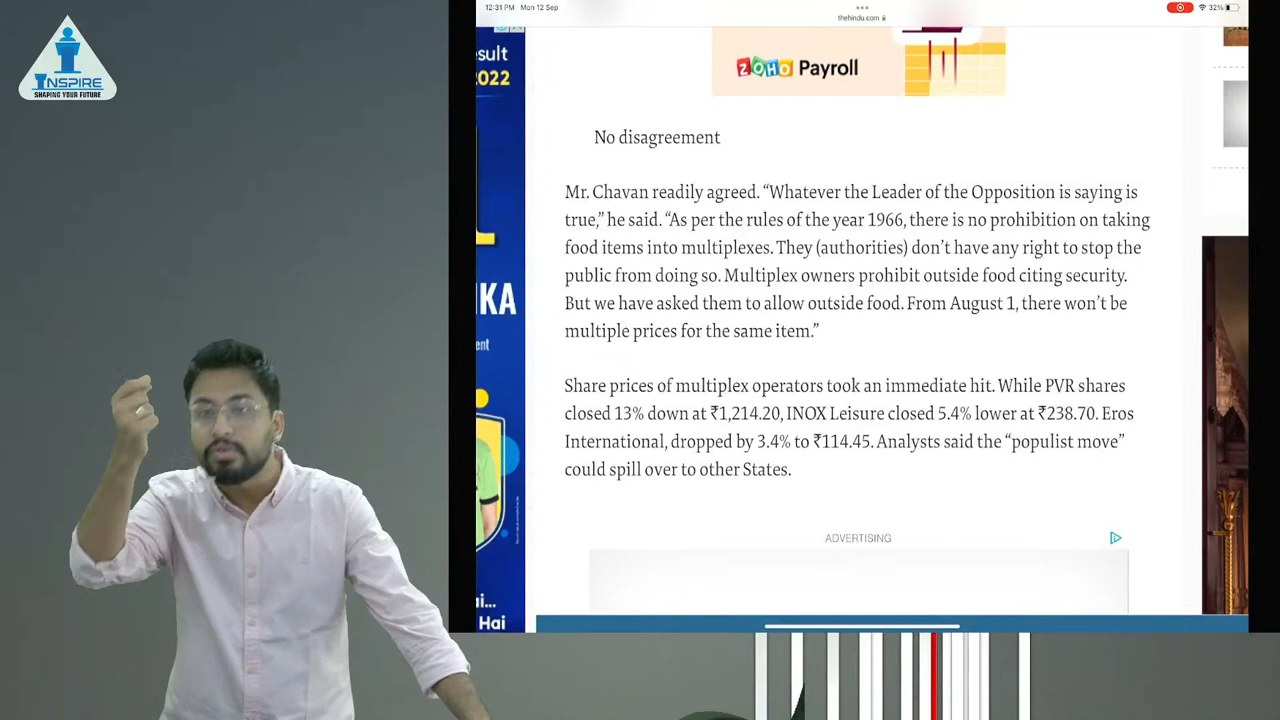 12:31 PM Mon 12 Sep
thehindu.com
32%
INSPIRE
SHAPING YOUR FUTURE
sult
2022
ZOHO Payroll
No disagreement
Mr. Chavan readily agreed. “Whatever the Leader of the Opposition is saying is
true,” he said. “As per the rules of the year 1966, there is no prohibition on taking
food items into multiplexes. They (authorities) don’t have any right to stop the
public from doing so. Multiplex owners prohibit outside food citing security.
But we have asked them to allow outside food. From August 1, there won’t be
multiple prices for the same item.”
KA
ent
Share prices of multiplex operators took an immediate hit. While PVR shares
closed 13% down at ₹1,214.20, INOX Leisure closed 5.4% lower at ₹238.70. Eros
International, dropped by 3.4% to ₹114.45. Analysts said the “populist move”
could spill over to other States.
ADVERTISING
ai...
Hai